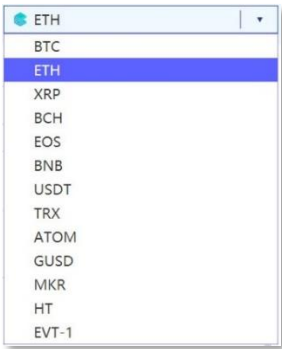 ETH
BTC
ETH
XRP
BCH
EOS
BNB
USDT
TRX
ATOM
GUSD
MKR
HT
EVT-1